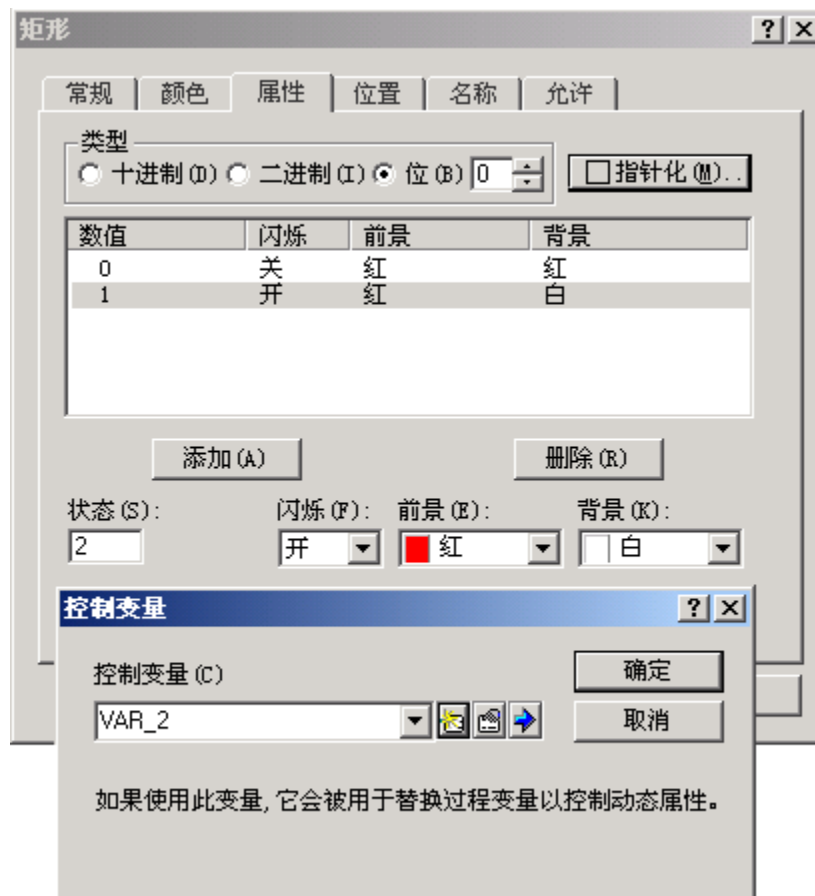 矩形
常规 颜色 属性 位置 名称 允许
类型
十进制(D) 二进制(I) 位(B) 0 指针化(M)..
数值 闪烁 前景 背景
0 关 红 红
1 开 红 白
添加(A) 删除(R)
状态(S): 闪烁(F): 前景(E): 背景(K):
2 开 红 白
控制变量
控制变量(C) 确定
VAR_2 取消
如果使用此变量,它会被用于替换过程变量以控制动态属性。